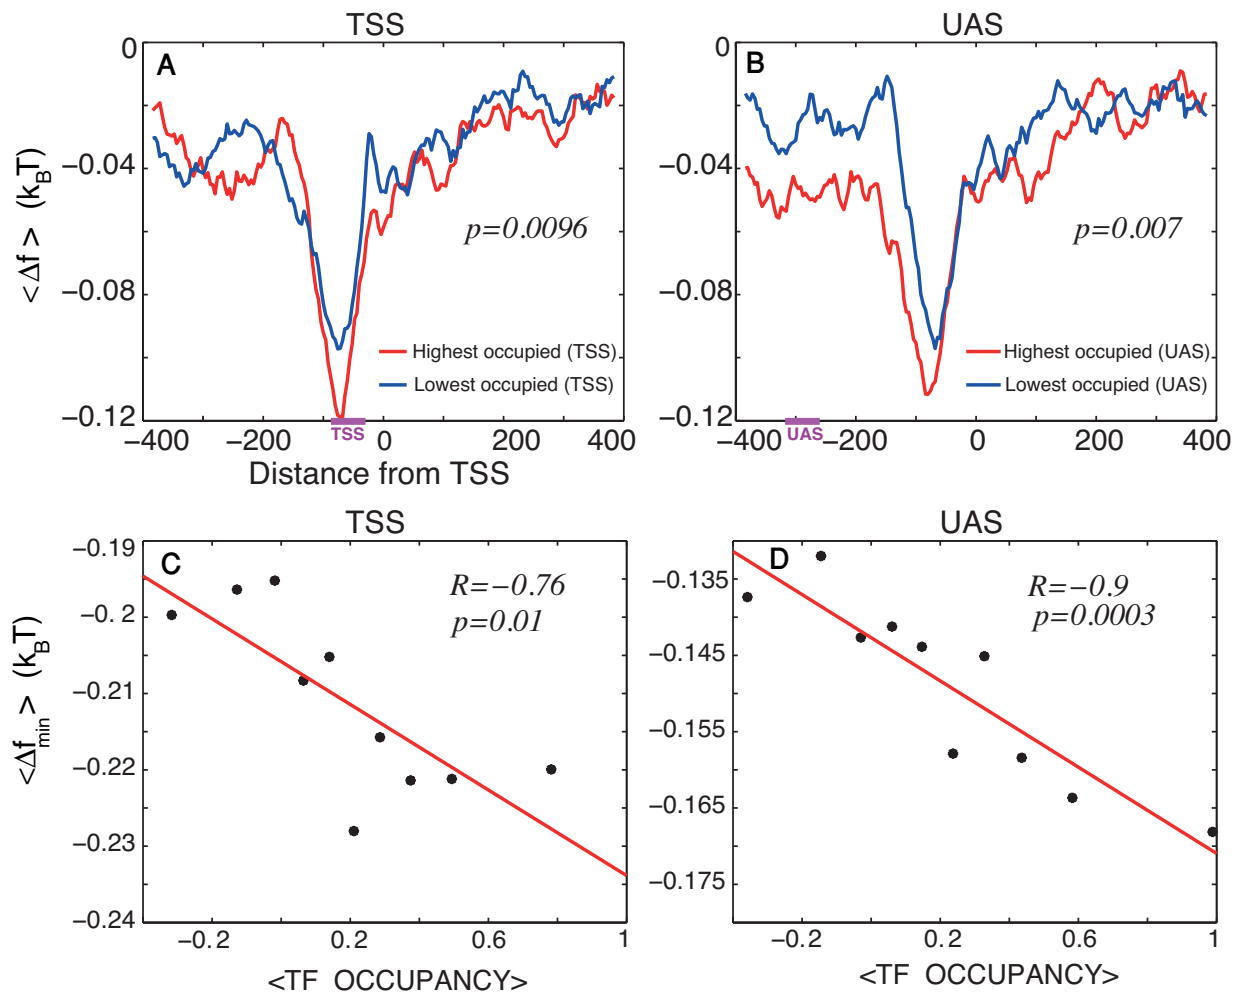 TSS
UAS
A
B
0
−0.04
−0.08
−0.12
<Δf> (kBT)
p=0.0096
Highest occupied (TSS)
Lowest occupied (TSS)
TSS
−400
−200
0
200
400
Distance from TSS
0
−0.04
−0.08
−0.12
p=0.007
Highest occupied (UAS)
Lowest occupied (UAS)
UAS
−400
−200
0
200
400
TSS
UAS
C
D
−0.19
−0.2
−0.21
−0.22
−0.23
−0.24
<Δfmin> (kBT)
R=−0.76
p=0.01
−0.2
0.2
0.6
1
<TF OCCUPANCY>
−0.135
−0.145
−0.155
−0.165
−0.175
R=−0.9
p=0.0003
−0.2
0.2
0.6
1
<TF OCCUPANCY>